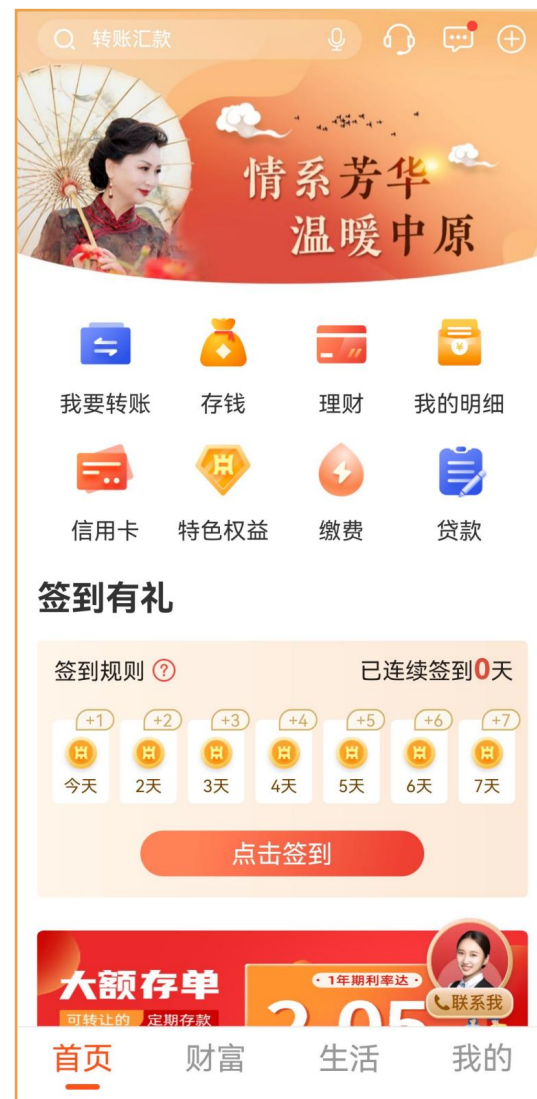 转账汇款
情系芳华
温暖中原
我要转账 存钱 理财 我的明细
信用卡 特色权益 缴费 贷款
签到有礼
签到规则 ? 已连续签到0天
+1 +2 +3 +4 +5 +6 +7
今天 2天 3天 4天 5天 6天 7天
点击签到
大额存单
1年期利率达
可转让的 定期存款
联系我
首页 财富 生活 我的